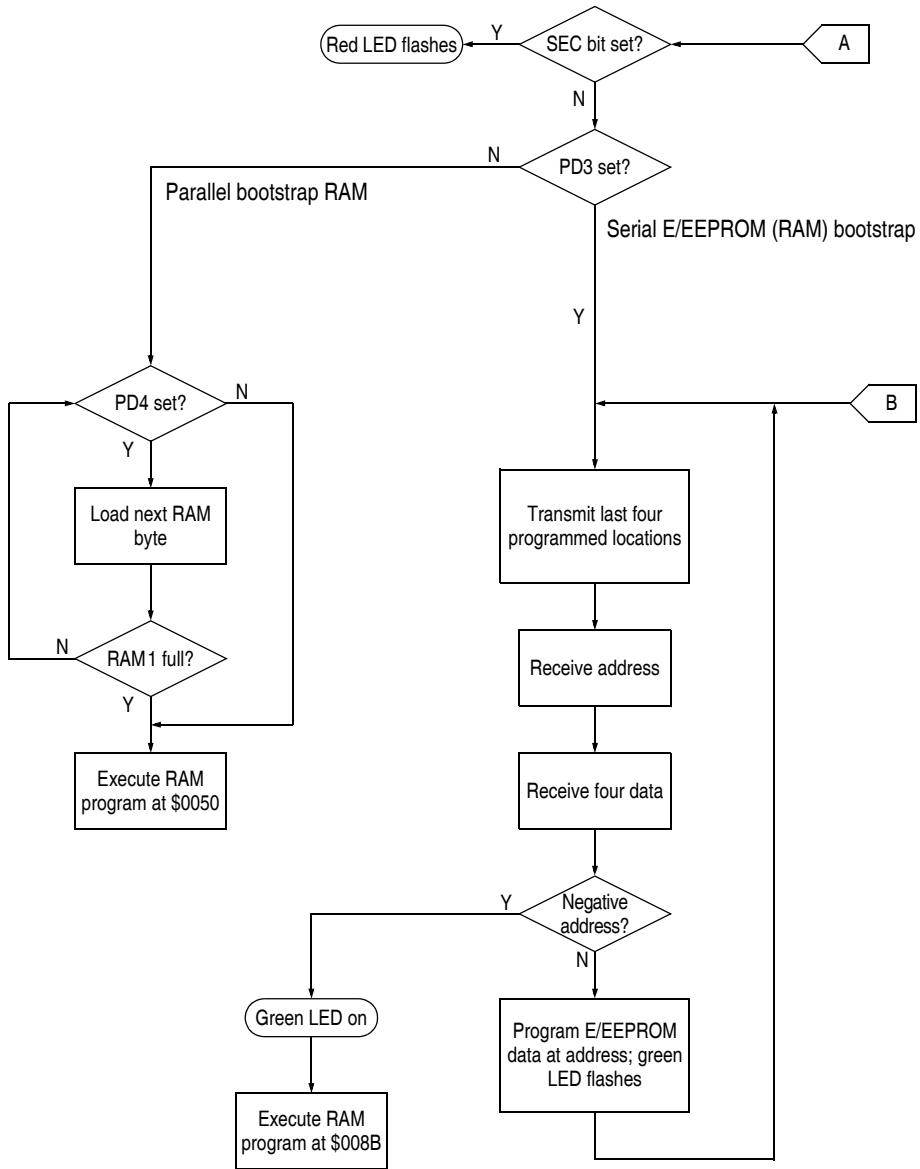 Red LED flashes
Y
SEC bit set?
A
N
N
PD3 set?
Parallel bootstrap RAM
Serial E/EEPROM (RAM) bootstrap
Y
PD4 set?
N
B
Y
Load next RAM
byte
Transmit last four
programmed locations
N
RAM1 full?
Receive address
Y
Execute RAM
program at $0050
Receive four data
Y
Negative
address?
N
Green LED on
Program E/EEPROM
data at address; green
LED flashes
Execute RAM
program at $008B